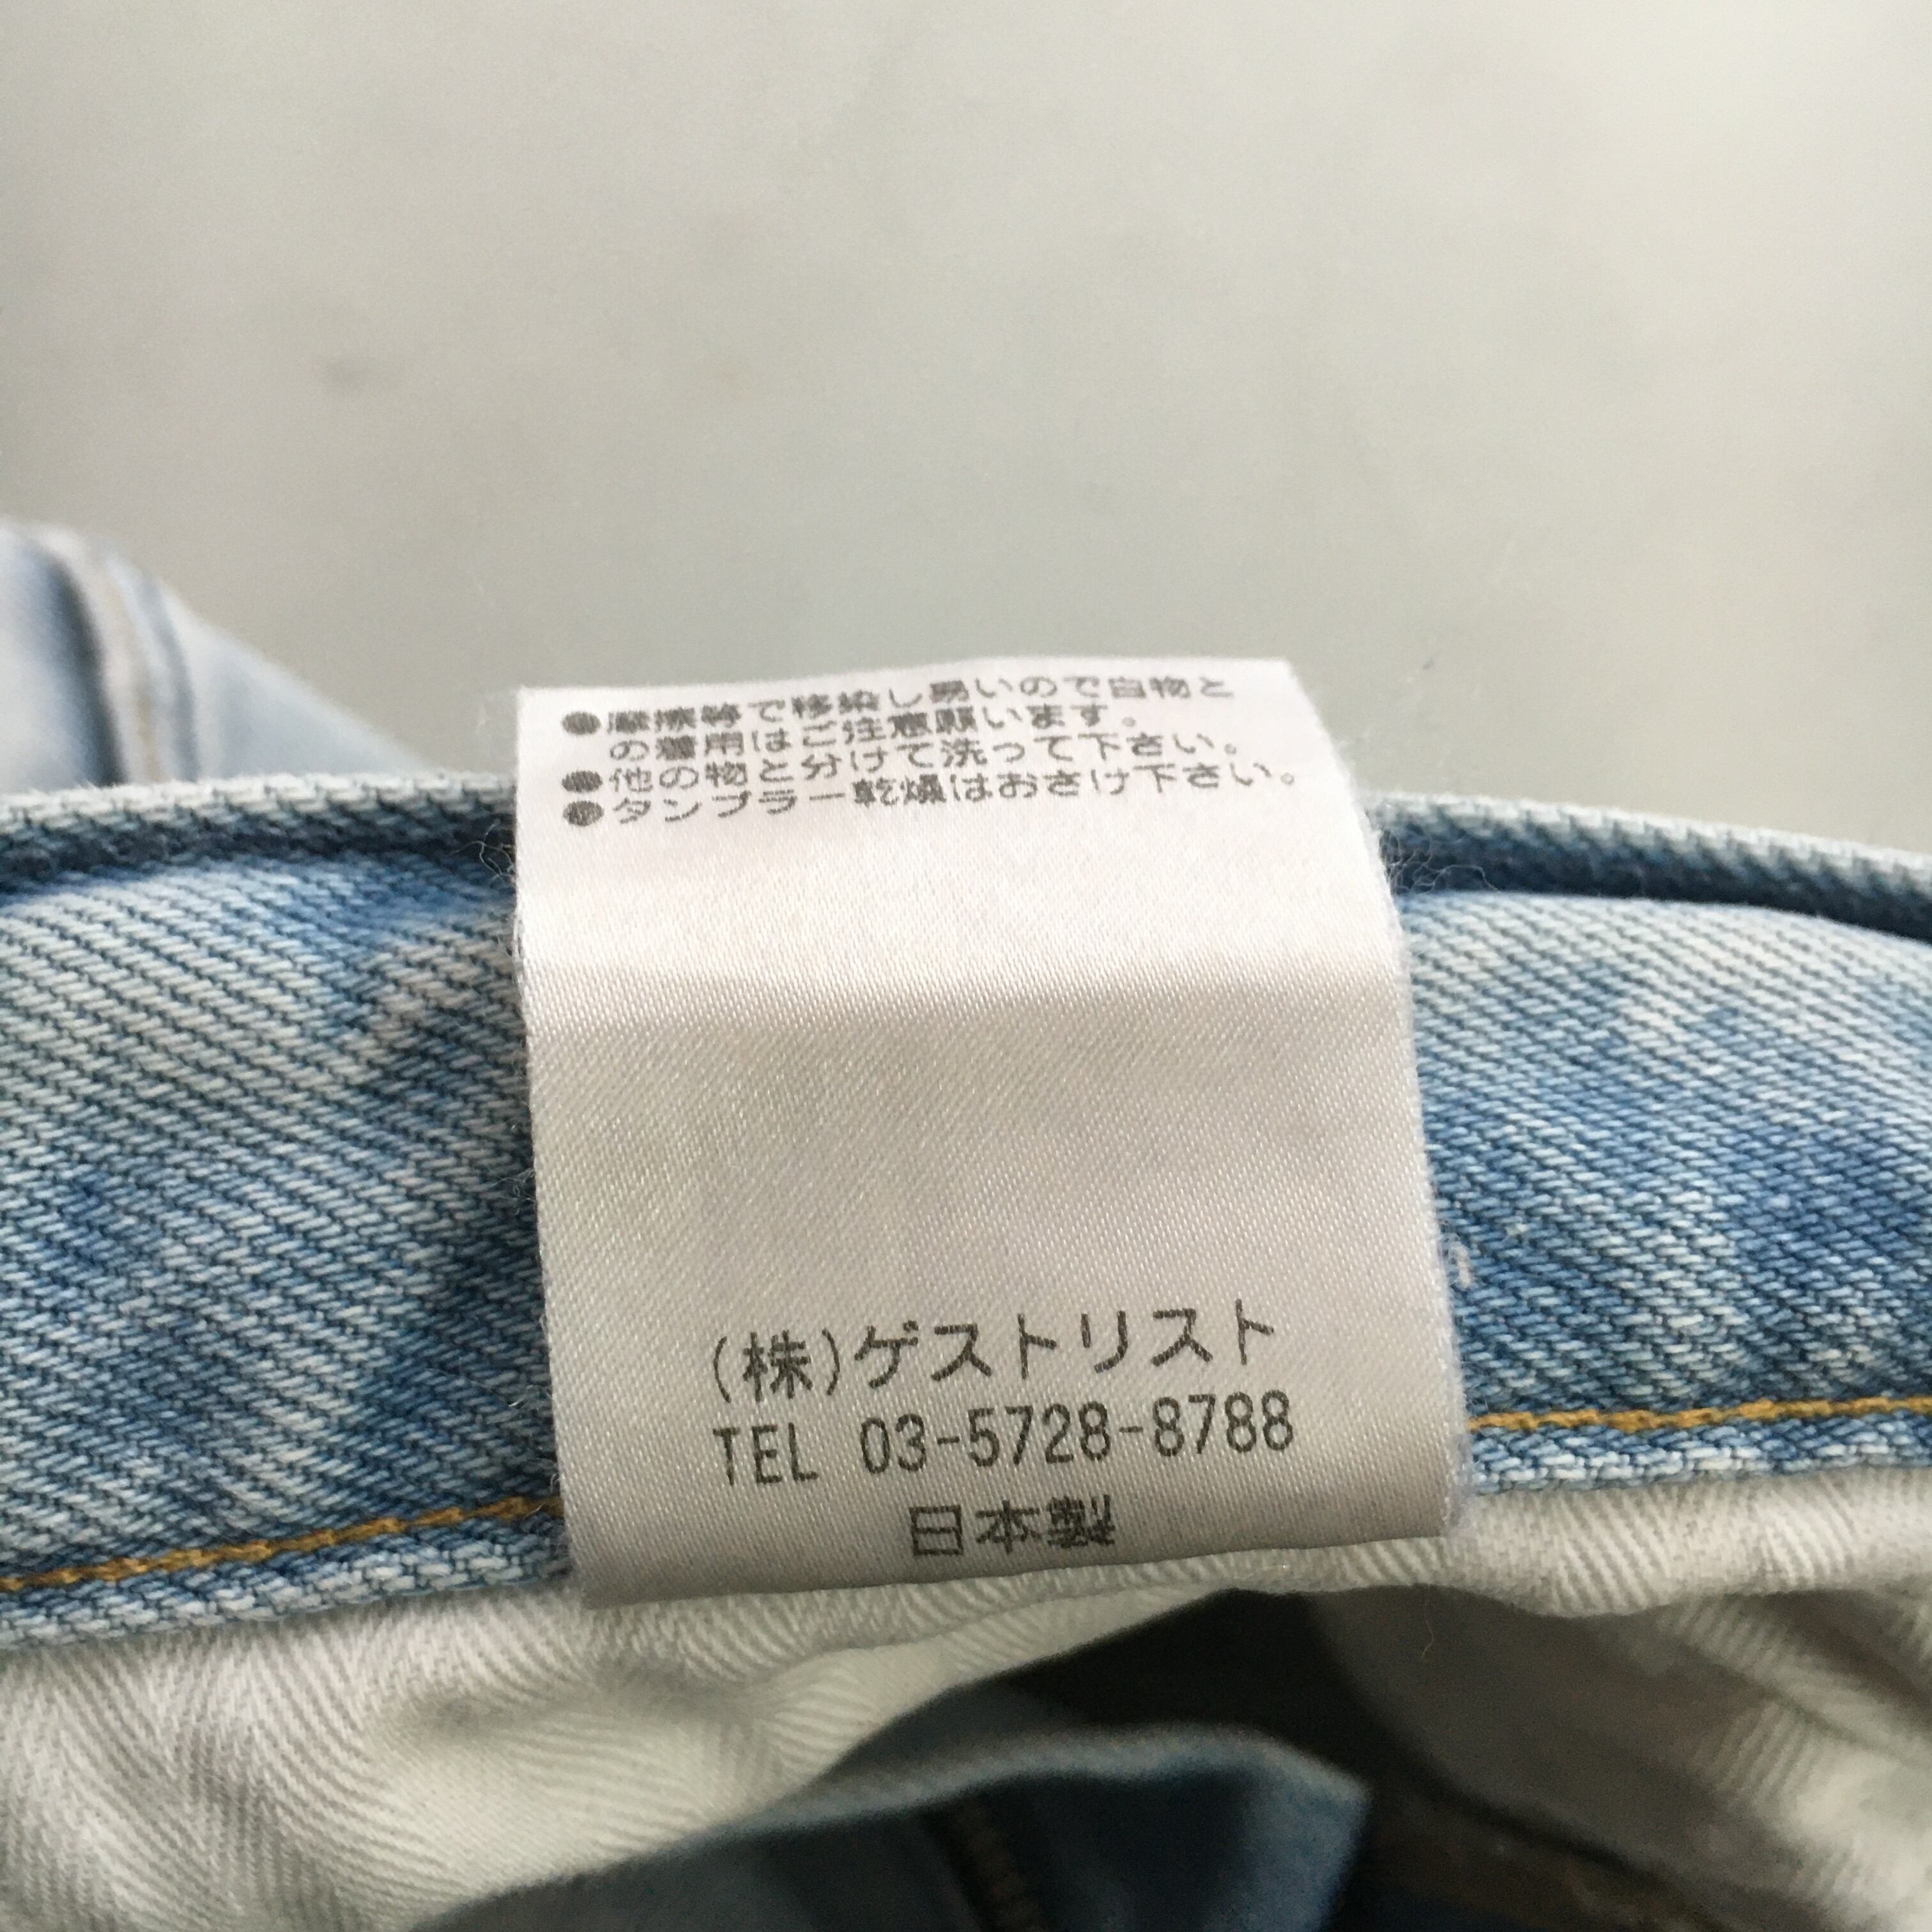 ●摩擦等で移染し易いので白物と
の着用はご注意願います。
●他の物と分けて洗って下さい。
●タンブラー乾燥はおさけ下さい。
(株)ゲストリスト
TEL 03-5728-8788
日本製